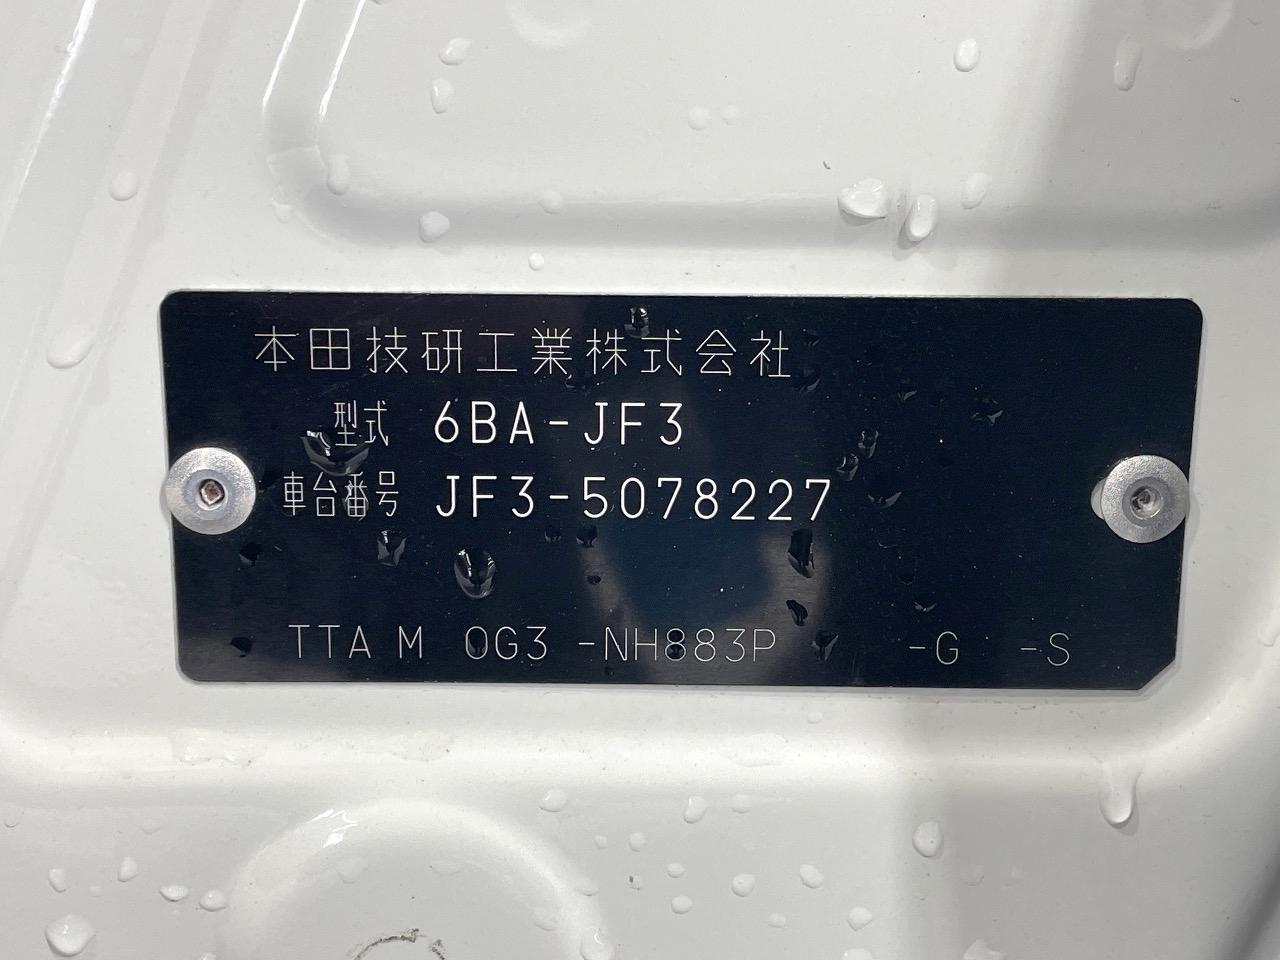 本田技研工業株式会社
型式 6BA-JF3
車台番号 JF3-5078227
TTA M 0G3 -NH883P -G -S